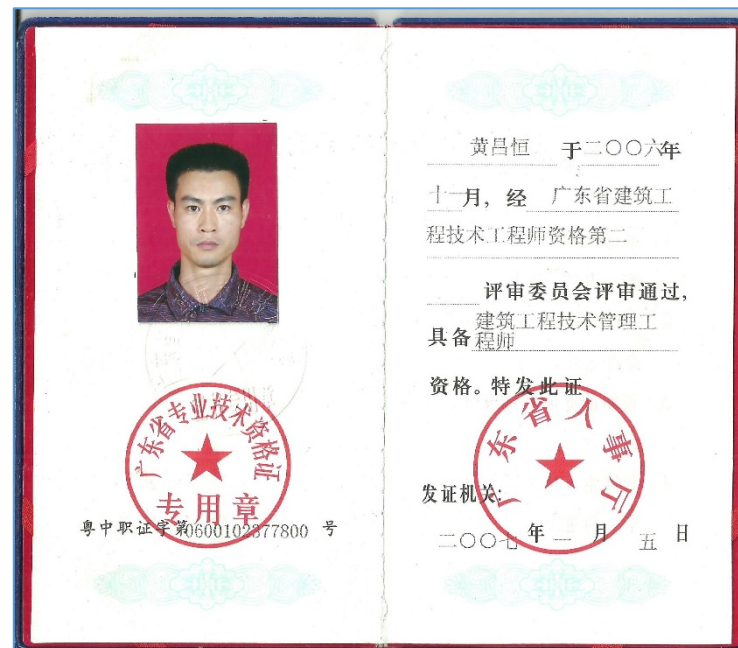 广东省专业技术资格证
专用章
粤中职证字第0600102377800 号
黄昌恒 于二〇〇六年
十一月，经 广东省建筑工
程技术工程师资格第二
评审委员会评审通过，
具备建筑工程技术管理工
程师
资格。特发此证
广东省人事厅
发证机关：
二〇〇七 年 一 月 五 日